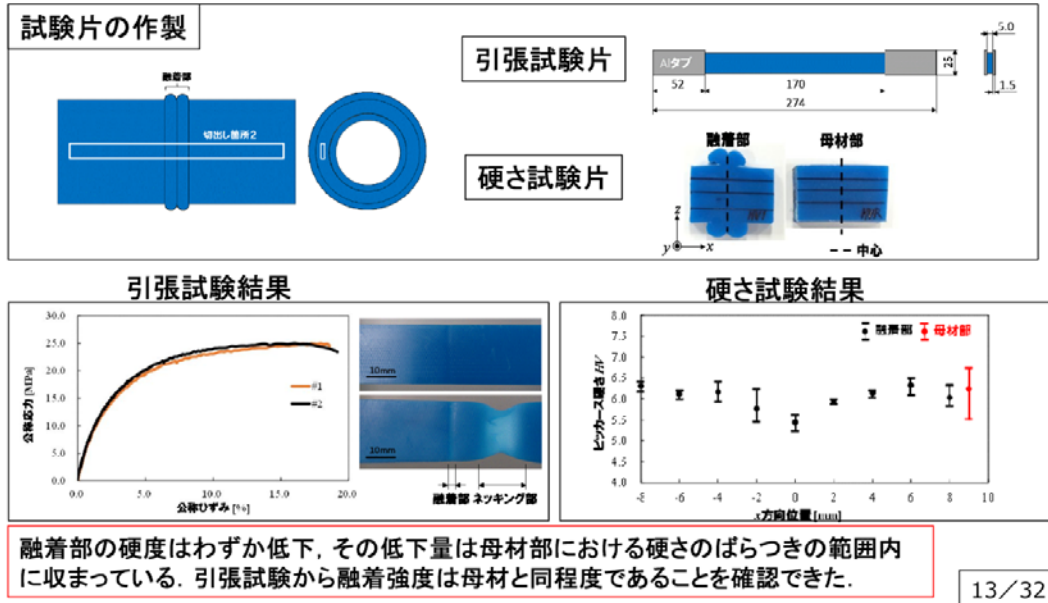 試験片の作製
融着部
切出し箇所2
引張試験片
Alタブ
5.0
25
1.5
52
170
274
硬さ試験片
融着部
母材部
z
y
x
中心
引張試験結果
公称応力 [MPa]
30.0
25.0
20.0
15.0
10.0
5.0
0.0
#1
#2
0.0 5.0 10.0 15.0 20.0
公称ひずみ [%]
10mm
10mm
融着部 ネッキング部
硬さ試験結果
ビッカース硬さ HV
8.0
7.5
7.0
6.5
6.0
5.5
5.0
4.5
4.0
融着部 母材部
-8 -6 -4 -2 0 2 4 6 8 10
x方向位置 [mm]
融着部の硬度はわずか低下，その低下量は母材部における硬さのばらつきの範囲内
に収まっている．引張試験から融着強度は母材と同程度であることを確認できた．
13／32